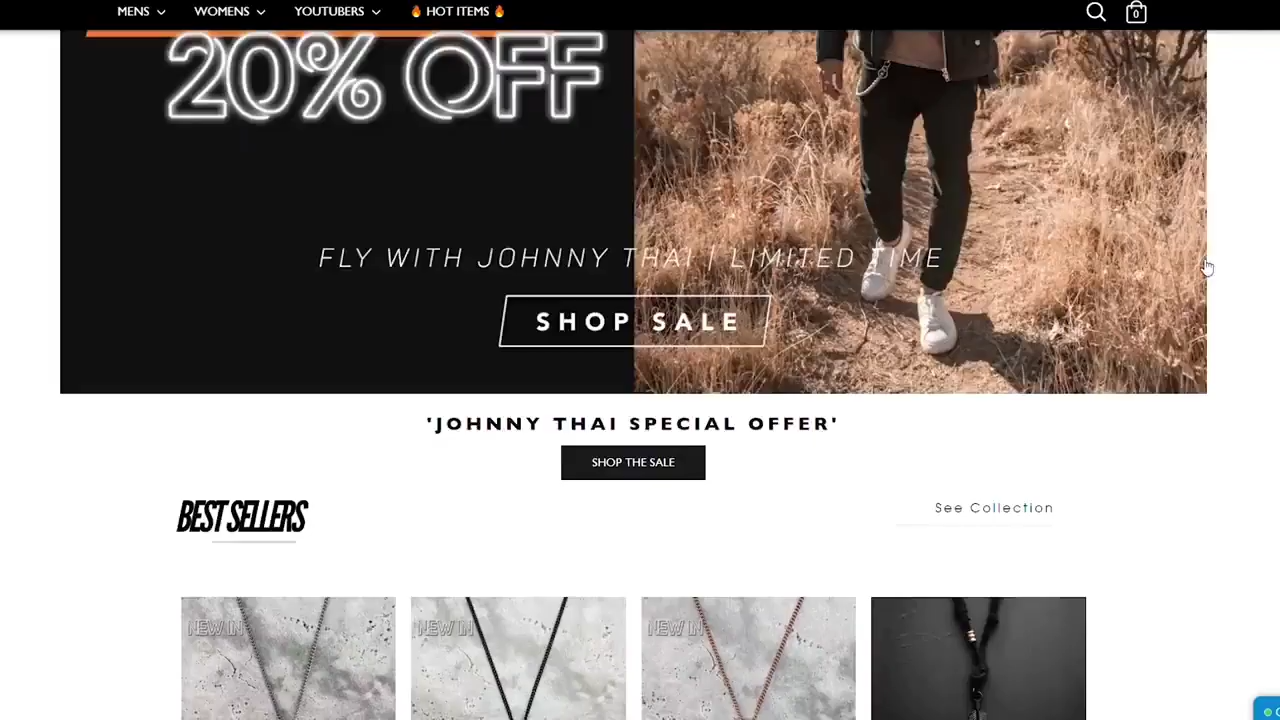 MENS
WOMENS
YOUTUBERS
🔥 HOT ITEMS 🔥
0
20% OFF
FLY WITH JOHNNY THAI | LIMITED TIME
SHOP SALE
'JOHNNY THAI SPECIAL OFFER'
SHOP THE SALE
BEST SELLERS
See Collection
NEW IN
NEW IN
NEW IN